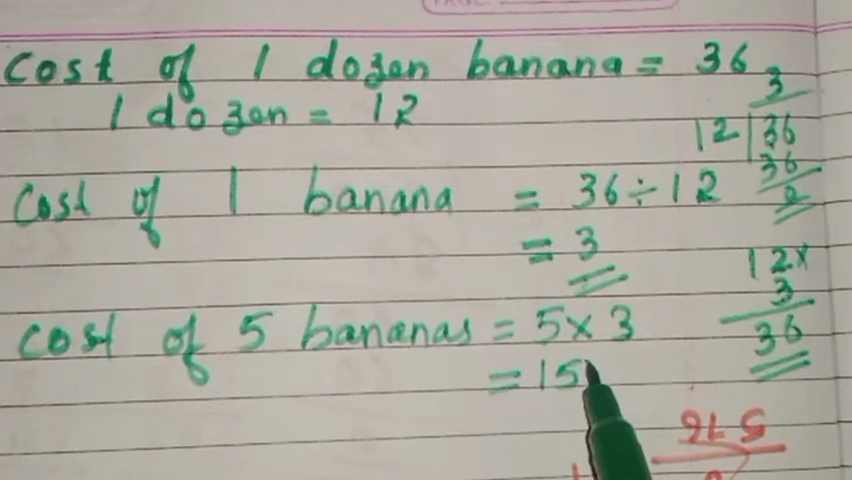 Cost of 1 dozen banana = 36
1 dozen = 12
Cost of 1 banana = 36 ÷ 12
= 3
Cost of 5 bananas = 5 x 3
= 15
3
12 36
36
0
12 x
3
36